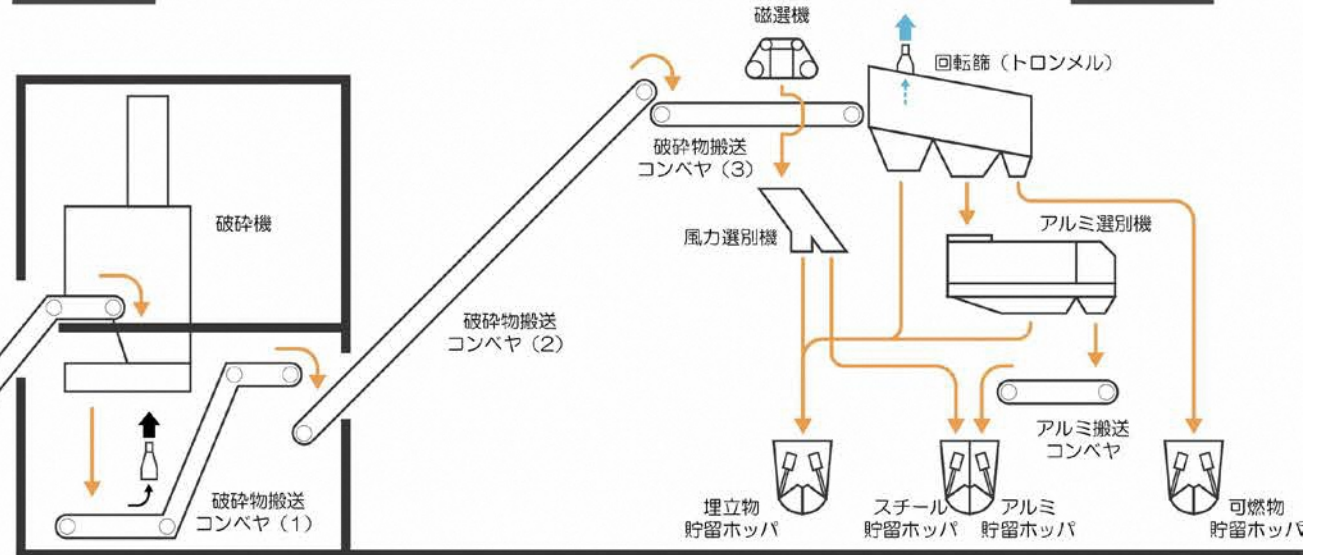 磁選機
回転篩（トロンメル）
破砕物搬送
コンベヤ（3）
破砕機
風力選別機
アルミ選別機
破砕物搬送
コンベヤ（2）
アルミ搬送
コンベヤ
破砕物搬送
コンベヤ（1）
埋立物
貯留ホッパ
スチール
貯留ホッパ
アルミ
貯留ホッパ
可燃物
貯留ホッパ